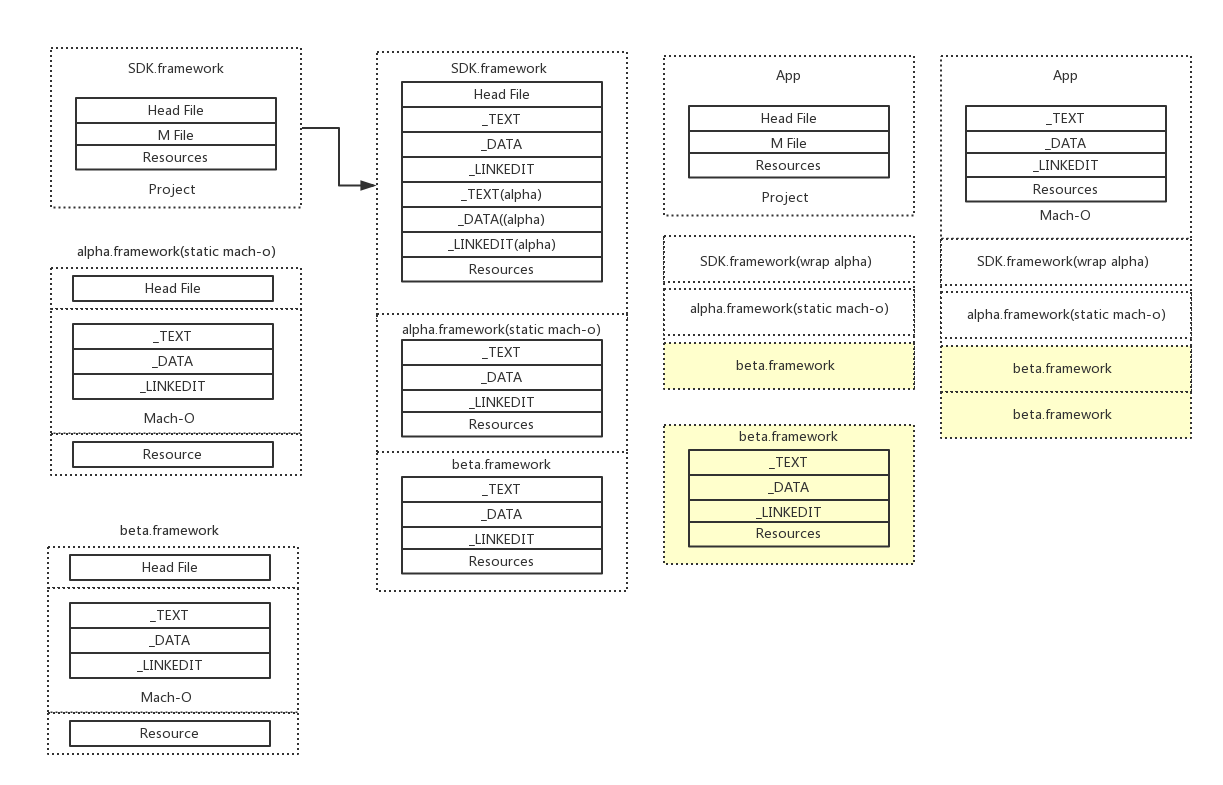 SDK.framework
Head File
M File
Resources
Project
alpha.framework(static mach-o)
Head File
_TEXT
_DATA
_LINKEDIT
Mach-O
Resource
beta.framework
Head File
_TEXT
_DATA
_LINKEDIT
Mach-O
Resource
SDK.framework
Head File
_TEXT
_DATA
_LINKEDIT
_TEXT(alpha)
_DATA((alpha)
_LINKEDIT(alpha)
Resources
alpha.framework(static mach-o)
_TEXT
_DATA
_LINKEDIT
Resources
beta.framework
_TEXT
_DATA
_LINKEDIT
Resources
App
Head File
M File
Resources
Project
SDK.framework(wrap alpha)
alpha.framework(static mach-o)
beta.framework
beta.framework
_TEXT
_DATA
_LINKEDIT
Resources
App
_TEXT
_DATA
_LINKEDIT
Resources
Mach-O
SDK.framework(wrap alpha)
alpha.framework(static mach-o)
beta.framework
beta.framework